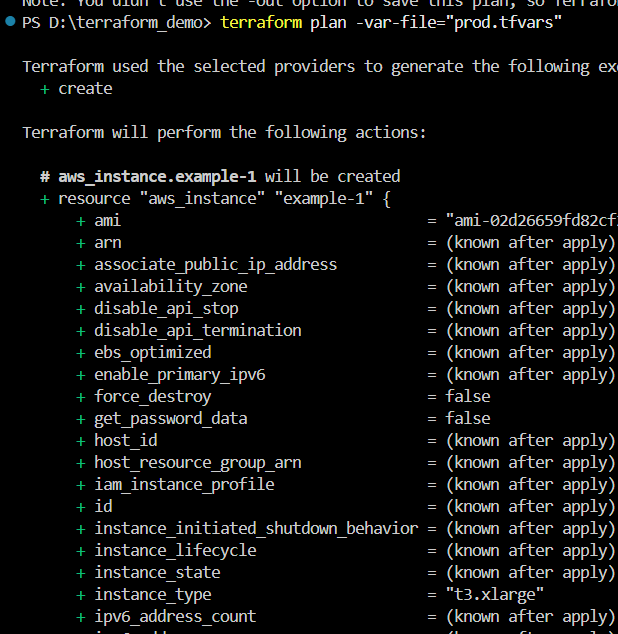 Note: You didn't use the -out option to save this plan, so Terrafor
PS D:\terraform_demo> terraform plan -var-file="prod.tfvars"
Terraform used the selected providers to generate the following exe
+ create
Terraform will perform the following actions:
# aws_instance.example-1 will be created
+ resource "aws_instance" "example-1" {
+ ami = "ami-02d26659fd82cf
+ arn = (known after apply)
+ associate_public_ip_address = (known after apply)
+ availability_zone = (known after apply)
+ disable_api_stop = (known after apply)
+ disable_api_termination = (known after apply)
+ ebs_optimized = (known after apply)
+ enable_primary_ipv6 = (known after apply)
+ force_destroy = false
+ get_password_data = false
+ host_id = (known after apply)
+ host_resource_group_arn = (known after apply)
+ iam_instance_profile = (known after apply)
+ id = (known after apply)
+ instance_initiated_shutdown_behavior = (known after apply)
+ instance_lifecycle = (known after apply)
+ instance_state = (known after apply)
+ instance_type = "t3.xlarge"
+ ipv6_address_count = (known after apply)